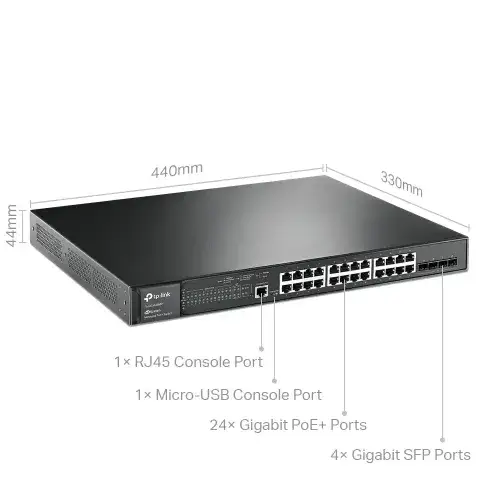 440mm
330mm
44mm
tp-link
1× RJ45 Console Port
1× Micro-USB Console Port
24× Gigabit PoE+ Ports
4× Gigabit SFP Ports